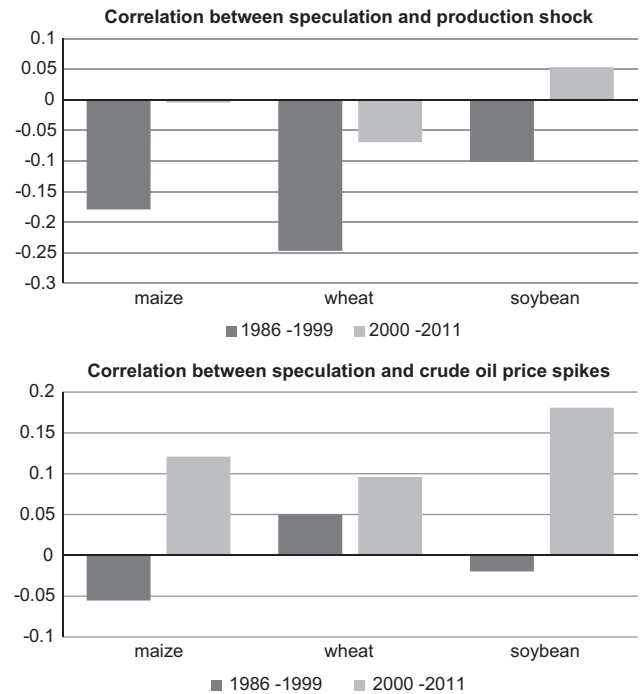 Correlation between speculation and production shock
0.1
0.05
0
-0.05
-0.1
-0.15
-0.2
-0.25
-0.3
maize wheat soybean
1986 -1999 2000 -2011
Correlation between speculation and crude oil price spikes
0.2
0.15
0.1
0.05
0
-0.05
-0.1
maize wheat soybean
1986 -1999 2000 -2011